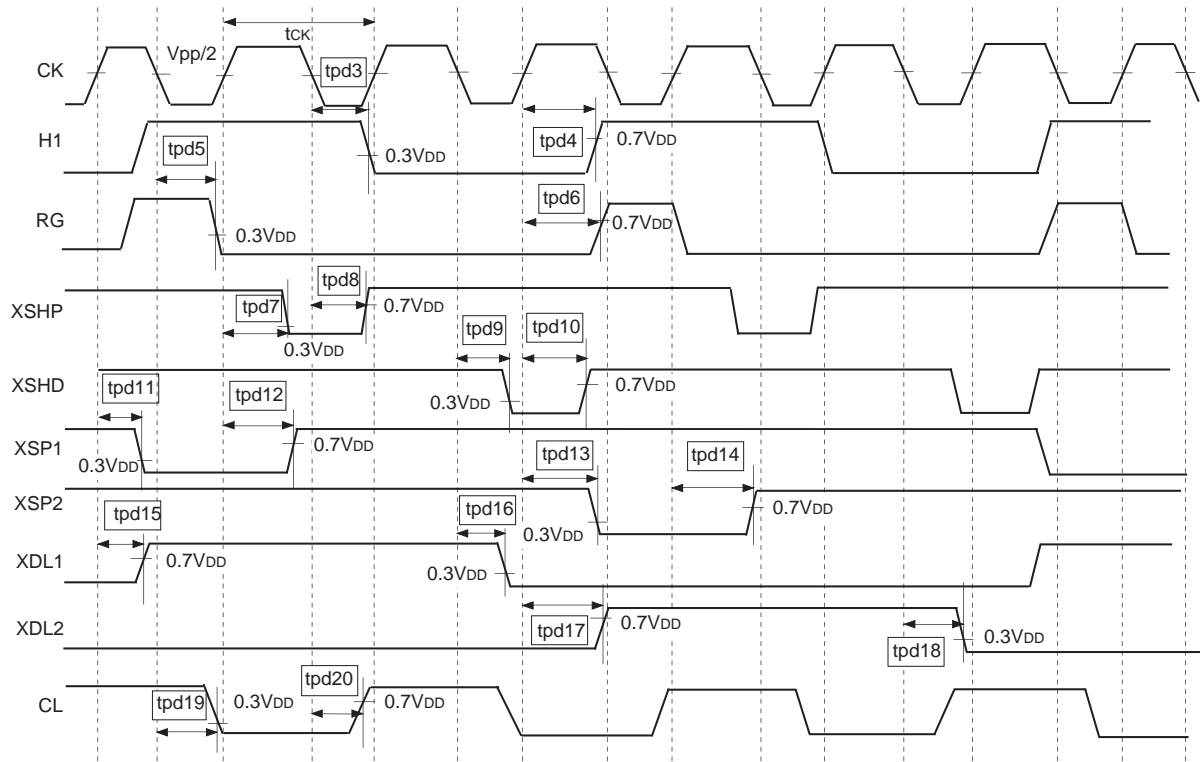 tCK
Vpp/2
CK
tpd3
H1
tpd5
tpd4
0.7VDD
0.3VDD
tpd6
RG
0.3VDD
0.7VDD
tpd8
XSHP
tpd7
0.7VDD
0.3VDD
tpd9
tpd10
XSHD
tpd11
tpd12
0.3VDD
0.7VDD
XSP1
0.3VDD
0.7VDD
tpd13
tpd14
XSP2
tpd15
tpd16
0.3VDD
0.7VDD
XDL1
0.7VDD
0.3VDD
XDL2
tpd17
0.7VDD
tpd18
0.3VDD
tpd20
CL
tpd19
0.3VDD
0.7VDD